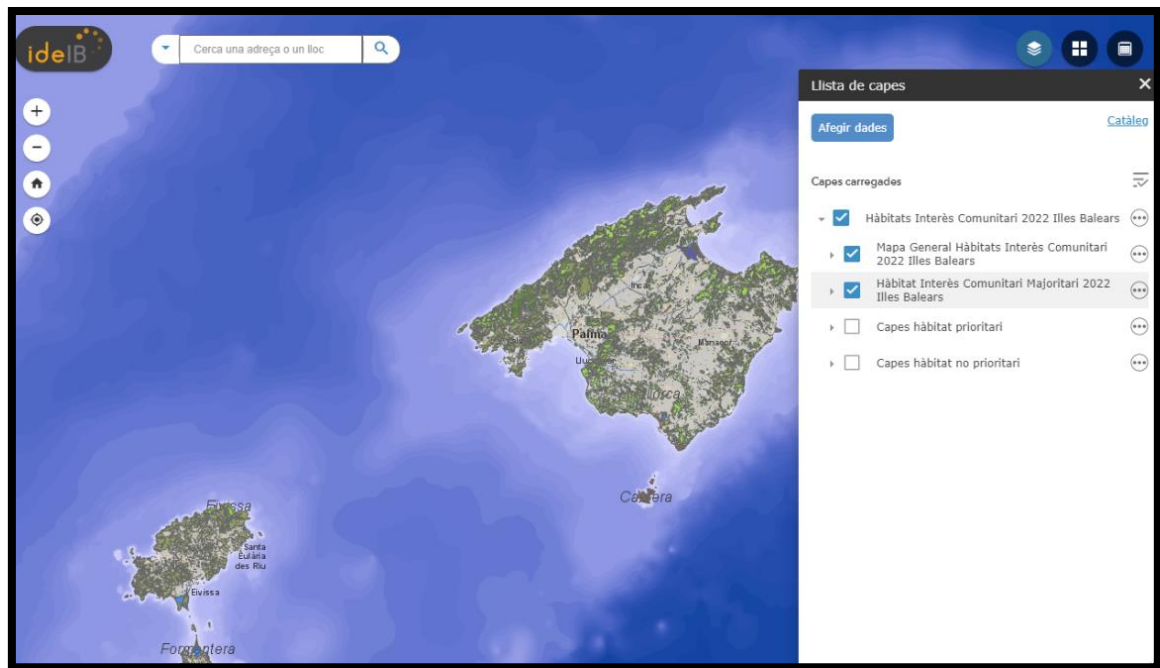 ideIB
Cerca una adreça o un lloc
Llista de capes
Afegir dades
Catàleg
Capes carregades
Hàbitats Interès Comunitari 2022 Illes Balears
Mapa General Hàbitats Interès Comunitari
2022 Illes Balears
Hàbitat Interès Comunitari Majoritari 2022
Illes Balears
Capes hàbitat prioritari
Capes hàbitat no prioritari
Inca
Palma
Manacor
Cabrera
Eivissa
Santa
Eulària
des Riu
Eivissa
Formentera